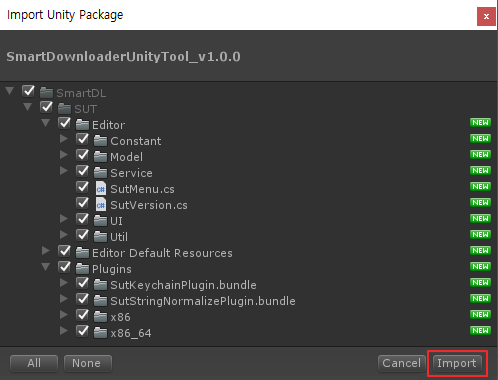 Import Unity Package
x
SmartDownloaderUnityTool_v1.0.0
SmartDL
SUT
Editor NEW
Constant NEW
Model NEW
Service NEW
C# SutMenu.cs NEW
C# SutVersion.cs NEW
UI NEW
Util NEW
Editor Default Resources NEW
Plugins NEW
SutKeychainPlugin.bundle NEW
SutStringNormalizePlugin.bundle NEW
x86 NEW
x86_64 NEW
All None Cancel Import